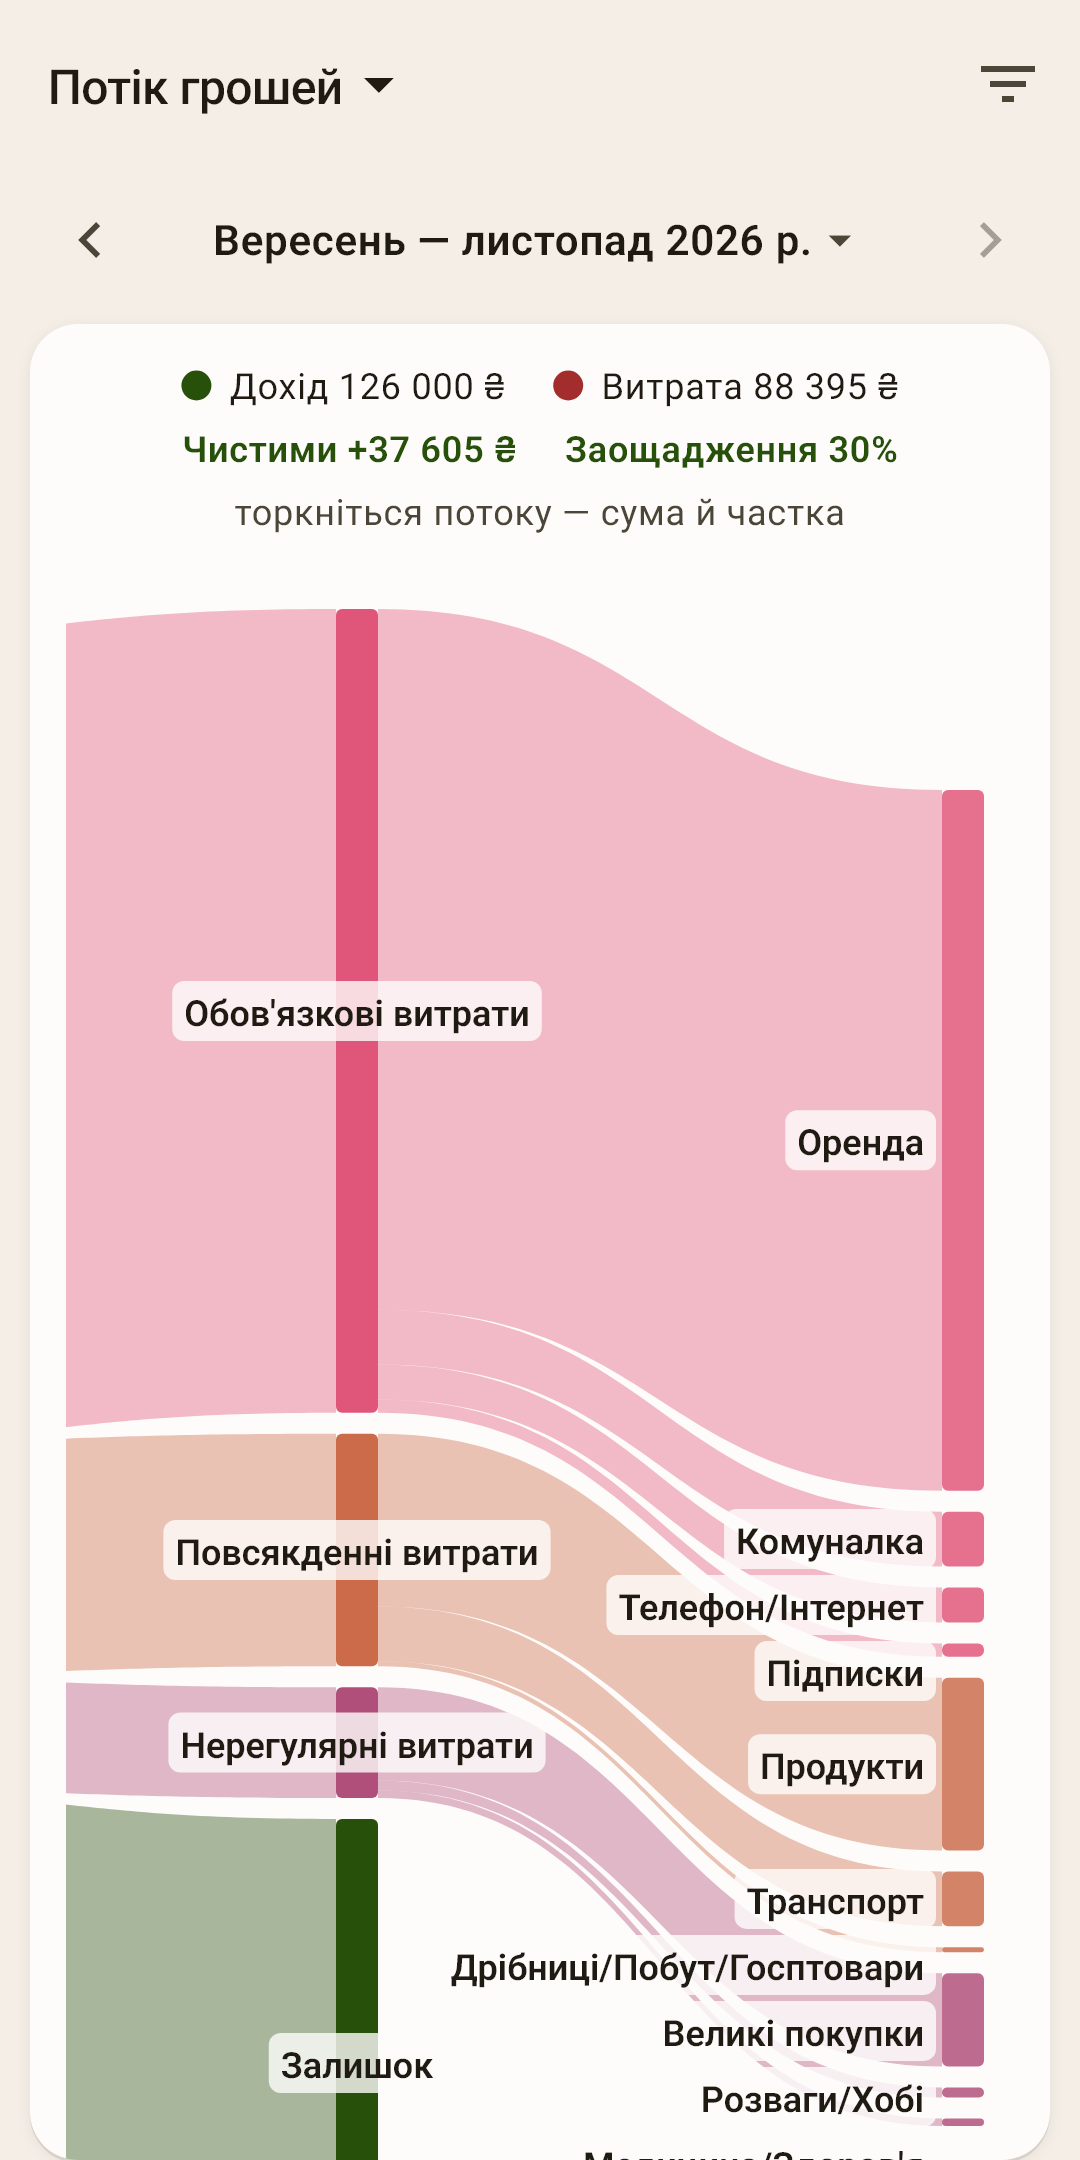 Потік грошей
Вересень — листопад 2026 р.
Дохід 126 000 ₴ Витрата 88 395 ₴
Чистими +37 605 ₴ Заощадження 30%
торкніться потоку — сума й частка
Обов'язкові витрати
Оренда
Комуналка
Повсякденні витрати
Телефон/Інтернет
Підписки
Нерегулярні витрати
Продукти
Транспорт
Дрібниці/Побут/Госптовари
Великі покупки
Залишок
Розваги/Хобі